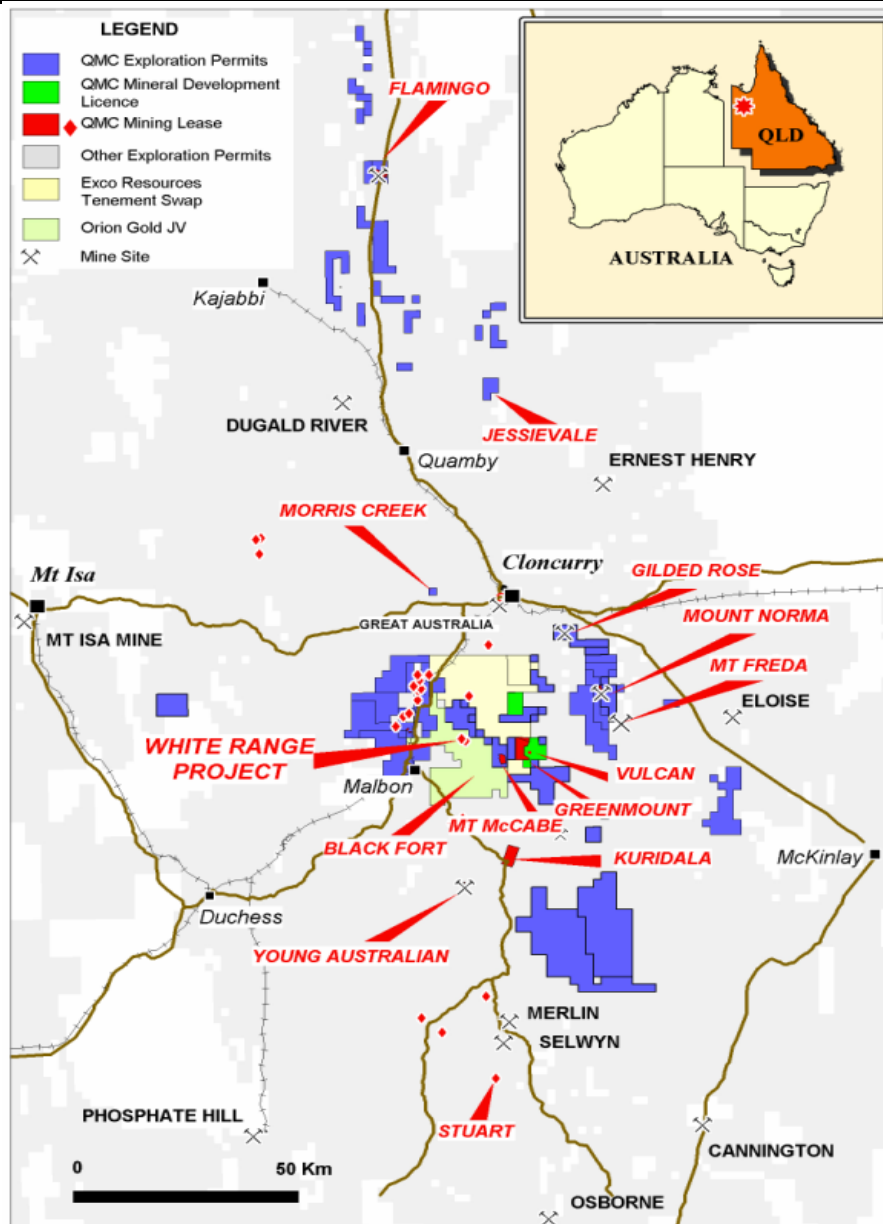 LEGEND
QMC Exploration Permits
QMC Mineral Development
Licence
QMC Mining Lease
Other Exploration Permits
Exco Resources
Tenement Swap
Orion Gold JV
Mine Site
QLD
AUSTRALIA
FLAMINGO
Kajabbi
DUGALD RIVER
JESSIEVALE
Quamby
ERNEST HENRY
MORRIS CREEK
Mt Isa
Cloncurry
GILDED ROSE
MT ISA MINE
GREAT AUSTRALIA
MOUNT NORMA
MT FREDA
ELOISE
WHITE RANGE
PROJECT
VULCAN
Malbon
GREENMOUNT
MT McCABE
BLACK FORT
KURIDALA
McKinlay
Duchess
YOUNG AUSTRALIAN
MERLIN
SELWYN
PHOSPHATE HILL
STUART
CANNINGTON
0 50 Km
OSBORNE